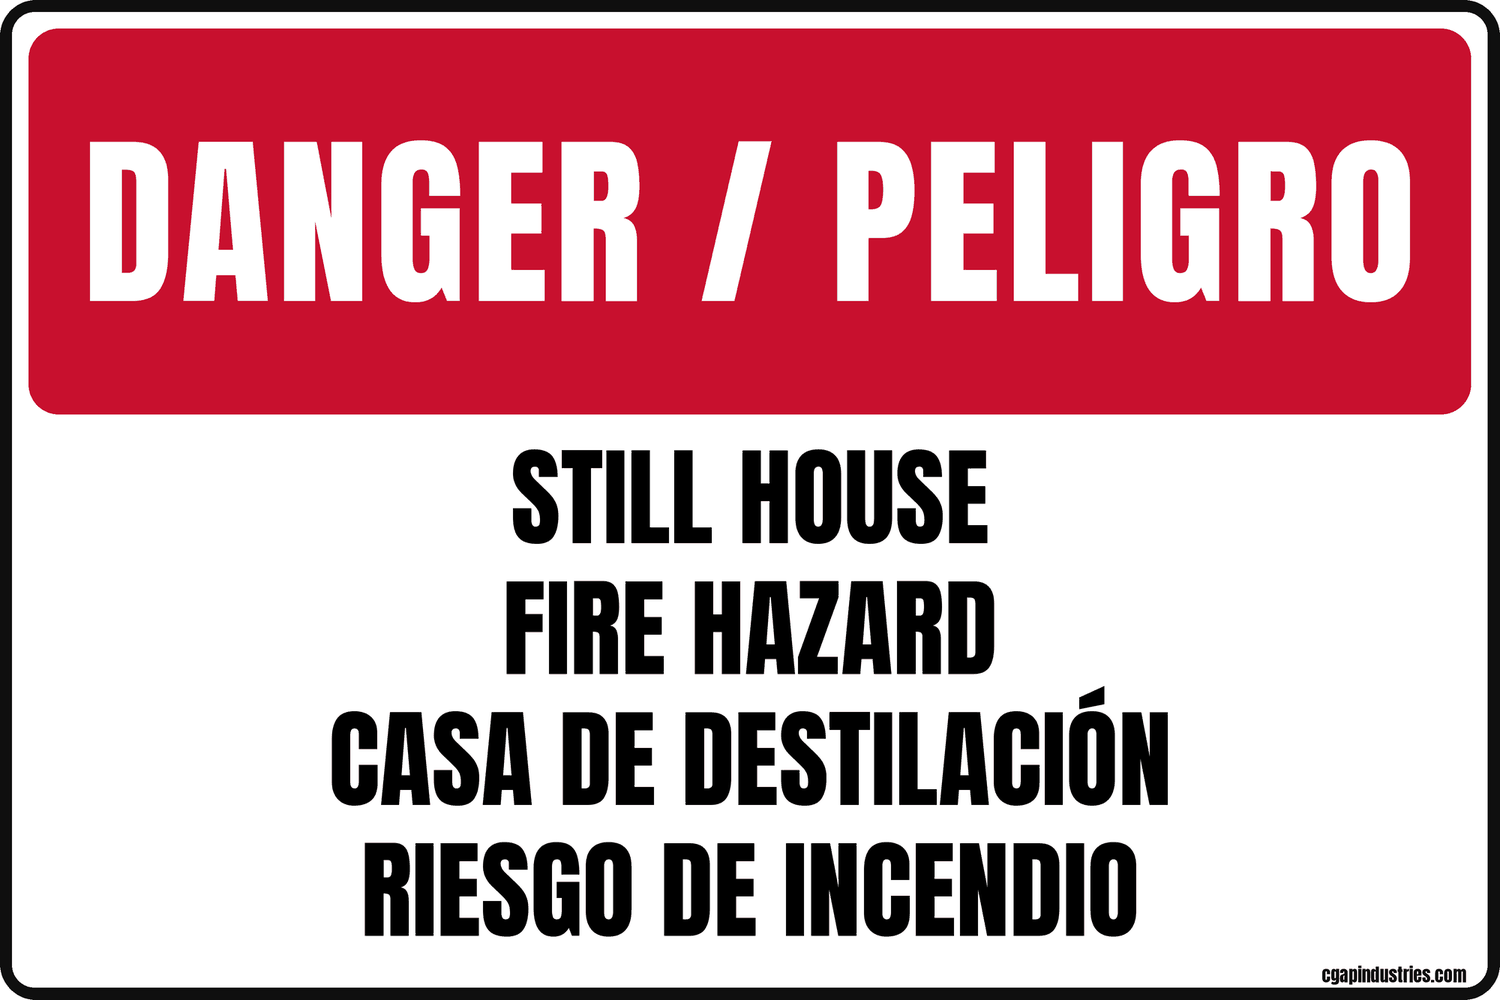 DANGER / PELIGRO
STILL HOUSE
FIRE HAZARD
CASA DE DESTILACIÓN
RIESGO DE INCENDIO
cgapindustries.com